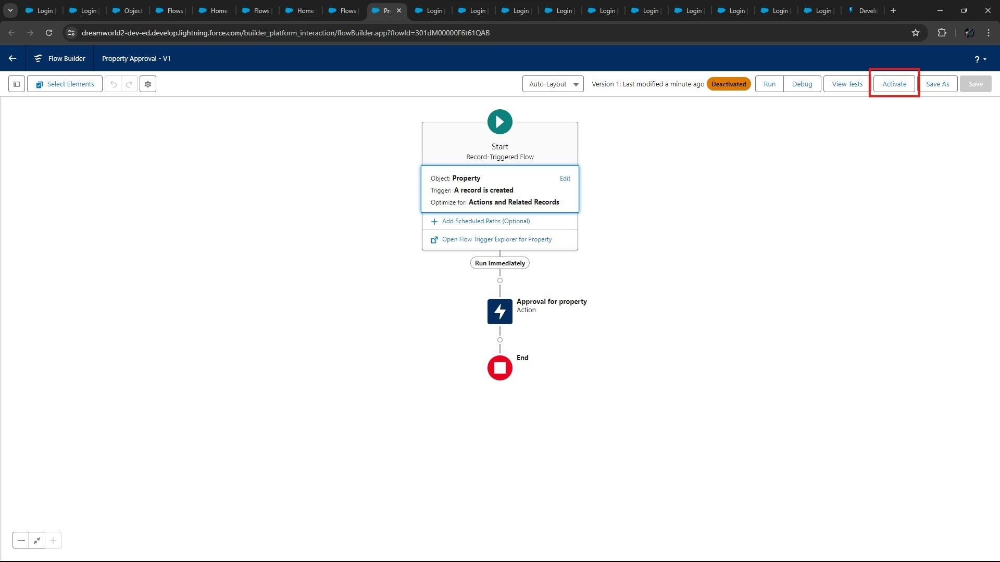 Login
Login
Object
Flows
Home
Flows
Home
Flows
Pr
Login
Login
Login
Login
Login
Login
Login
Login
Login
Login
Develo
dreamworld2-dev-ed.develop.lightning.force.com/builder_platform_interaction/flowBuilder.app?flowId=301dM00000F6t61QAB
Flow Builder
Property Approval - V1
?
Select Elements
Auto-Layout
Version 1: Last modified a minute ago
Deactivated
Run
Debug
View Tests
Activate
Save As
Save
Start
Record-Triggered Flow
Object: Property
Edit
Trigger: A record is created
Optimize for: Actions and Related Records
Add Scheduled Paths (Optional)
Open Flow Trigger Explorer for Property
Run Immediately
Approval for property
Action
End